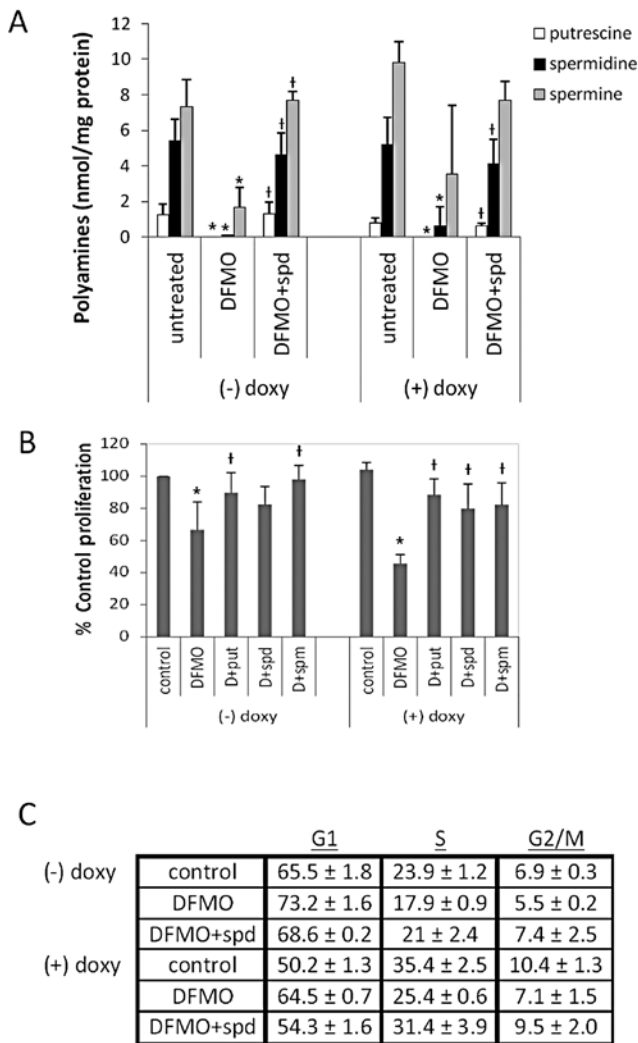 A
putrescine
spermidine
spermine
Polyamines (nmol/mg protein)
12
10
8
6
4
2
0
* *
*
ƚ
ƚ
ƚ
*
*
ƚ
ƚ
untreated
DFMO
DFMO+spd
untreated
DFMO
DFMO+spd
(-) doxy
(+) doxy
B
% Control proliferation
120
100
80
60
40
20
0
*
ƚ
ƚ
*
ƚ
ƚ
ƚ
control
DFMO
D+put
D+spd
D+spm
control
DFMO
D+put
D+spd
D+spm
(-) doxy
(+) doxy
C
G1 S G2/M
(-) doxy control 65.5 ± 1.8 23.9 ± 1.2 6.9 ± 0.3
DFMO 73.2 ± 1.6 17.9 ± 0.9 5.5 ± 0.2
DFMO+spd 68.6 ± 0.2 21 ± 2.4 7.4 ± 2.5
(+) doxy control 50.2 ± 1.3 35.4 ± 2.5 10.4 ± 1.3
DFMO 64.5 ± 0.7 25.4 ± 0.6 7.1 ± 1.5
DFMO+spd 54.3 ± 1.6 31.4 ± 3.9 9.5 ± 2.0